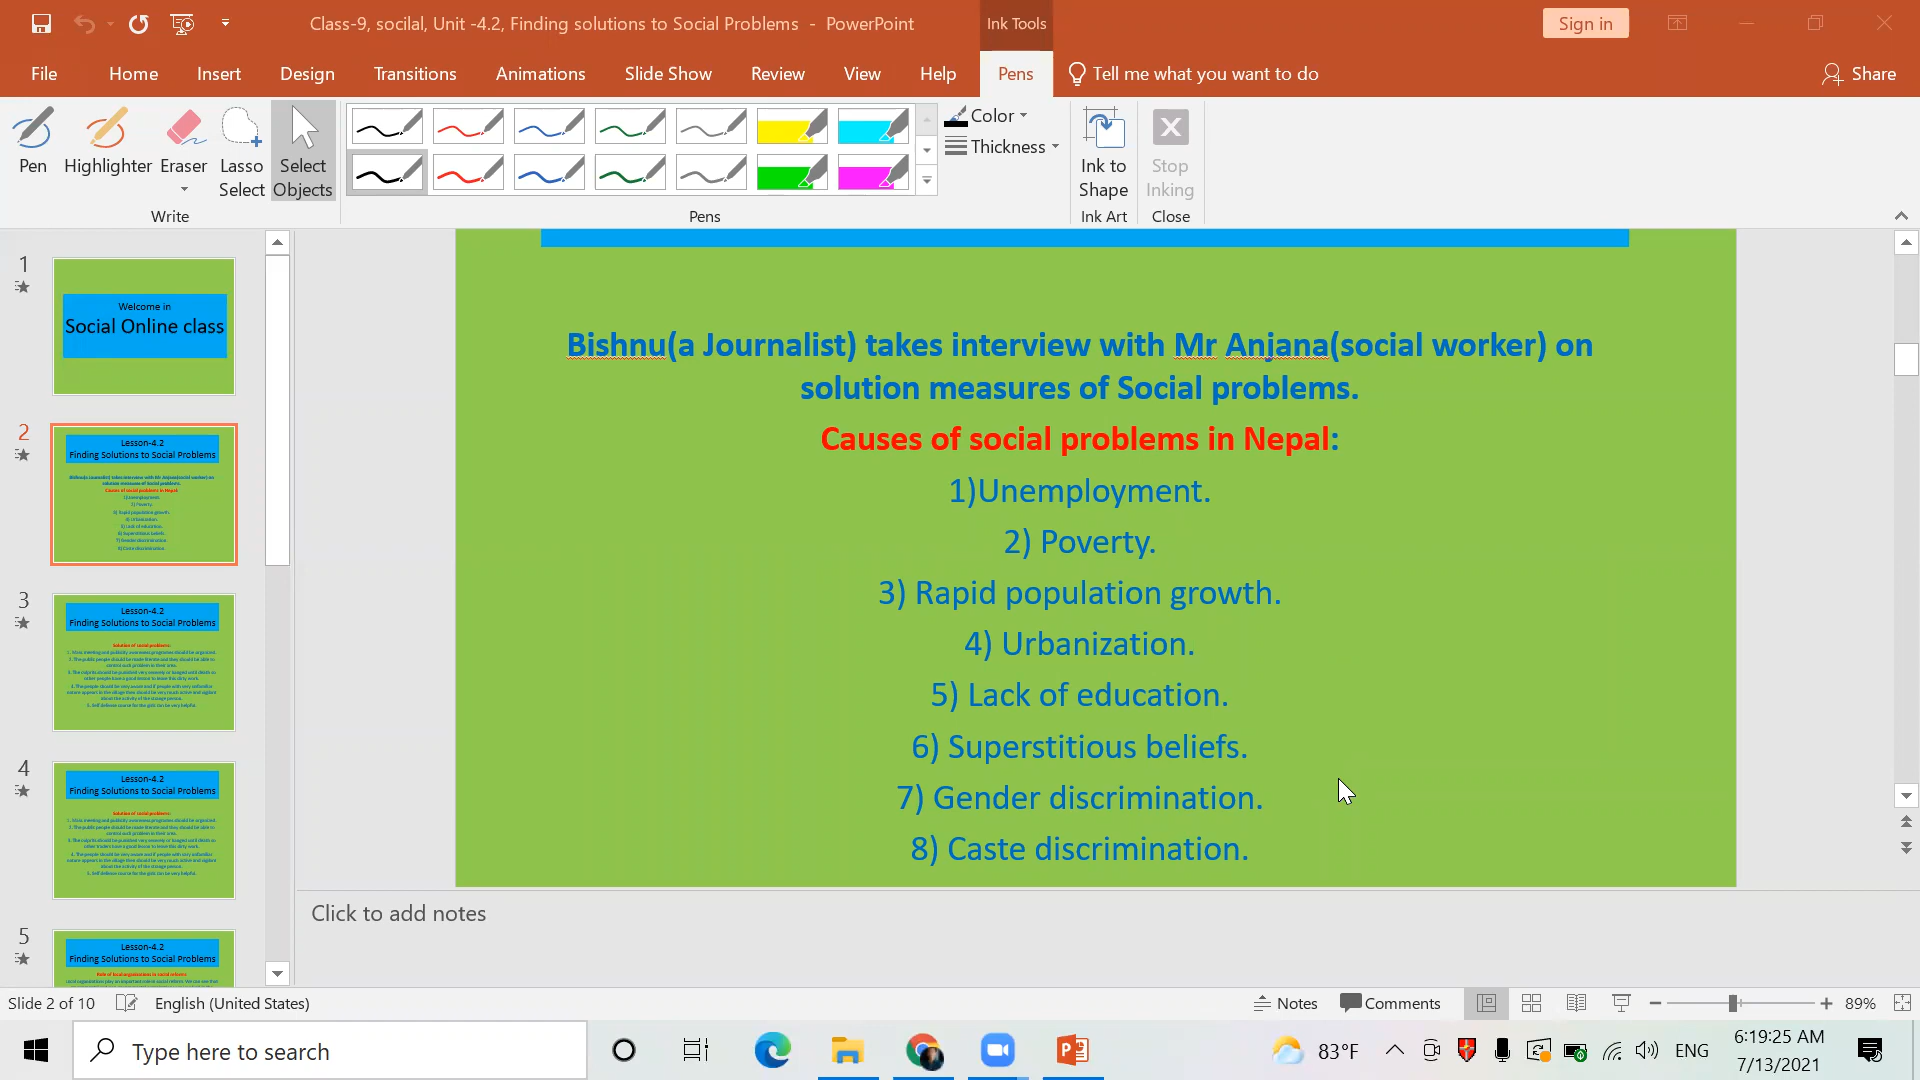 Class-9, socilal, Unit -4.2, Finding solutions to Social Problems - PowerPoint
Ink Tools
Sign in
File Home Insert Design Transitions Animations Slide Show Review View Help Pens Tell me what you want to do Share
Pen Highlighter Eraser Lasso Select Select Objects
Color
Thickness
Ink to Shape
Stop Inking
Write Pens Ink Art Close
1
Welcome in
Social Online class
2
Lesson-4.2
Finding Solutions to Social Problems
3
Lesson-4.2
Finding Solutions to Social Problems
Solution of social problems:
4
Lesson-4.2
Finding Solutions to Social Problems
Solution of social problems:
5
Lesson-4.2
Finding Solutions to Social Problems
Bishnu(a Journalist) takes interview with Mr Anjana(social worker) on
solution measures of Social problems.
Causes of social problems in Nepal:
1)Unemployment.
2) Poverty.
3) Rapid population growth.
4) Urbanization.
5) Lack of education.
6) Superstitious beliefs.
7) Gender discrimination.
8) Caste discrimination.
Click to add notes
Slide 2 of 10 English (United States) Notes Comments 89%
Type here to search
83°F
ENG
6:19:25 AM
7/13/2021